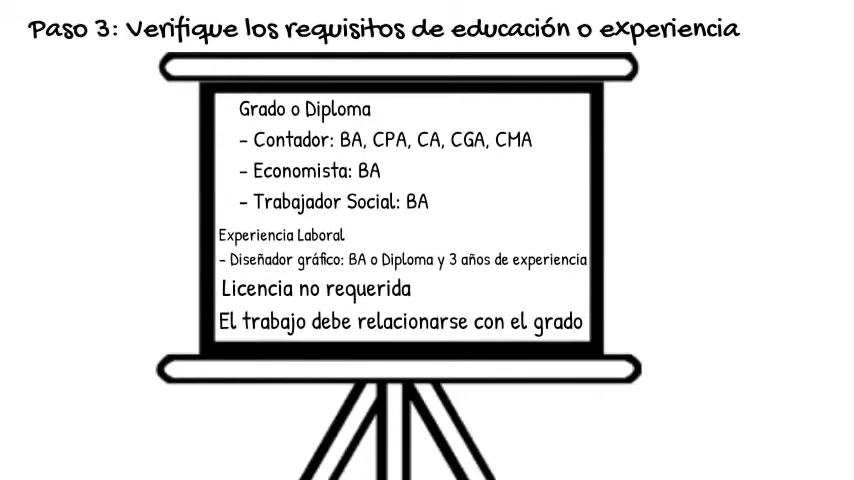 Paso 3: Verifique los requisitos de educación o experiencia
Grado o Diploma
- Contador: BA, CPA, CA, CGA, CMA
- Economista: BA
- Trabajador Social: BA
Experiencia Laboral
- Diseñador gráfico: BA o Diploma y 3 años de experiencia
Licencia no requerida
El trabajo debe relacionarse con el grado